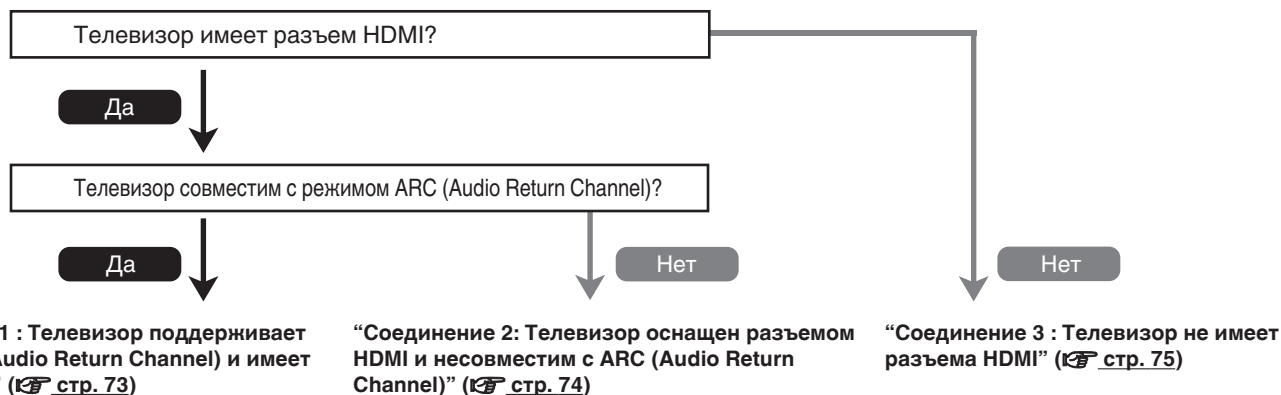 Телевизор имеет разъем HDMI?
Да
Телевизор совместим с режимом ARC (Audio Return Channel)?
Да
Нет
Нет
1 : Телевизор поддерживает
Audio Return Channel) и имеет
” (стр. 73)
“Соединение 2: Телевизор оснащен разъемом
HDMI и несовместим с ARC (Audio Return
Channel)” (стр. 74)
“Соединение 3 : Телевизор не имеет
разъема HDMI” (стр. 75)